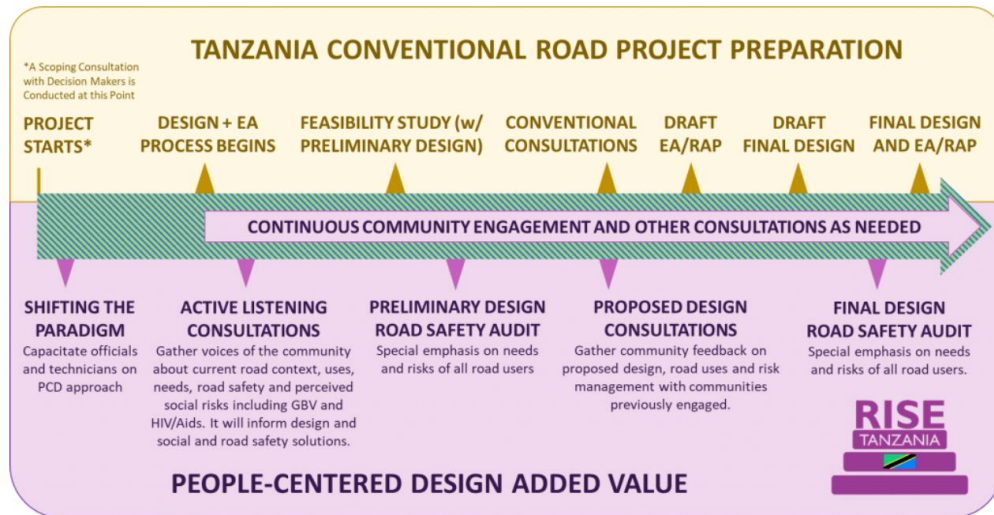 TANZANIA CONVENTIONAL ROAD PROJECT PREPARATION
*A Scoping Consultation
with Decision Makers is
Conducted at this Point
PROJECT
STARTS*
DESIGN + EA
PROCESS BEGINS
FEASIBILITY STUDY (w/
PRELIMINARY DESIGN)
CONVENTIONAL
CONSULTATIONS
DRAFT
EA/RAP
DRAFT
FINAL DESIGN
FINAL DESIGN
AND EA/RAP
CONTINUOUS COMMUNITY ENGAGEMENT AND OTHER CONSULTATIONS AS NEEDED
SHIFTING THE
PARADIGM
Capacitate officials
and technicians on
PCD approach
ACTIVE LISTENING
CONSULTATIONS
Gather voices of the community
about current road context, uses,
needs, road safety and perceived
social risks including GBV and
HIV/Aids. It will inform design and
social and road safety solutions.
PRELIMINARY DESIGN
ROAD SAFETY AUDIT
Special emphasis on needs
and risks of all road users
PROPOSED DESIGN
CONSULTATIONS
Gather community feedback on
proposed design, road uses and risk
management with communities
previously engaged.
FINAL DESIGN
ROAD SAFETY AUDIT
Special emphasis on needs
and risks of all road users.
RISE
TANZANIA
PEOPLE-CENTERED DESIGN ADDED VALUE